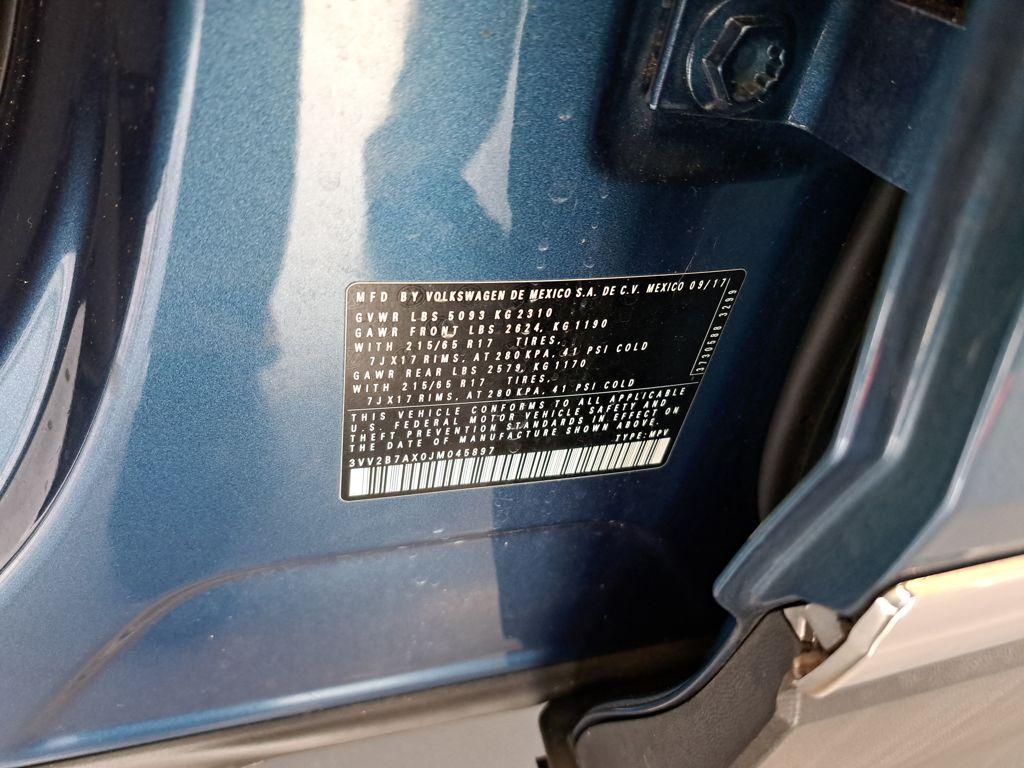 MFD BY VOLKSWAGEN DE MEXICO S.A. DE C.V. MEXICO 09/17
GVWR LBS 5093 KG 2310
GAWR FRONT LBS 2624, KG 1190
WITH 215/65 R17 TIRES,
7JX17 RIMS, AT 280 KPA, 41 PSI COLD
GAWR REAR LBS 2579, KG 1170
WITH 215/65 R17 TIRES,
7JX17 RIMS, AT 280 KPA, 41 PSI COLD
THIS VEHICLE CONFORMS TO ALL APPLICABLE
U.S. FEDERAL MOTOR VEHICLE SAFETY AND
THEFT PREVENTION STANDARDS IN EFFECT ON
THE DATE OF MANUFACTURE SHOWN ABOVE.
3VV2B7AX0JM045897 TYPE: MPV